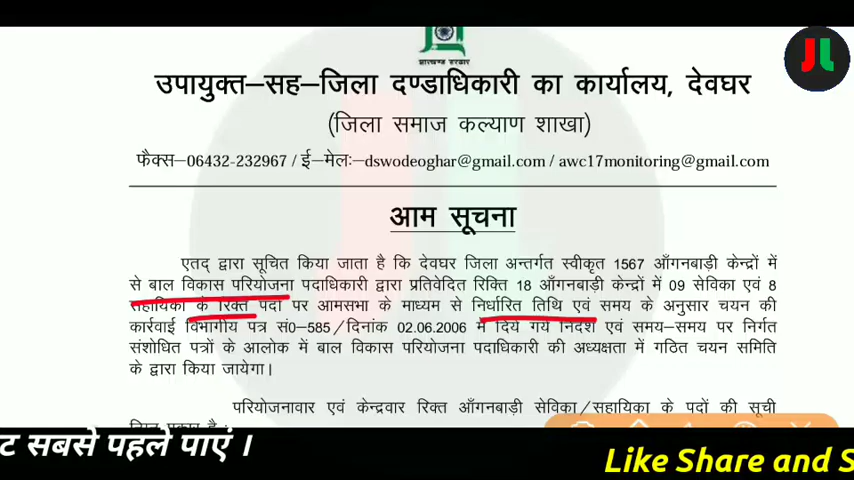 झारखण्ड सरकार
JL
उपायुक्त–सह–जिला दण्डाधिकारी का कार्यालय, देवघर
(जिला समाज कल्याण शाखा)
फैक्स–06432-232967 / ई–मेलः–dswodeoghar@gmail.com / awc17monitoring@gmail.com
आम सूचना
एतद् द्वारा सूचित किया जाता है कि देवघर जिला अन्तर्गत स्वीकृत 1567 आँगनबाड़ी केन्द्रों में
से बाल विकास परियोजना पदाधिकारी द्वारा प्रतिवेदित रिक्ति 18 आँगनबाड़ी केन्द्रों में 09 सेविका एवं 8
सहायिका के रिक्त पदों पर आमसभा के माध्यम से निर्धारित तिथि एवं समय के अनुसार चयन की
कार्रवाई विभागीय पत्र सं0-585/दिनांक 02.06.2006 में दिये गये निदेश एवं समय-समय पर निर्गत
संशोधित पत्रों के आलोक में बाल विकास परियोजना पदाधिकारी की अध्यक्षता में गठित चयन समिति
के द्वारा किया जायेगा।
परियोजनावार एवं केन्द्रवार रिक्त आँगनबाड़ी सेविका/सहायिका के पदों की सूची
ट सबसे पहले पाएं ।
Like Share and S